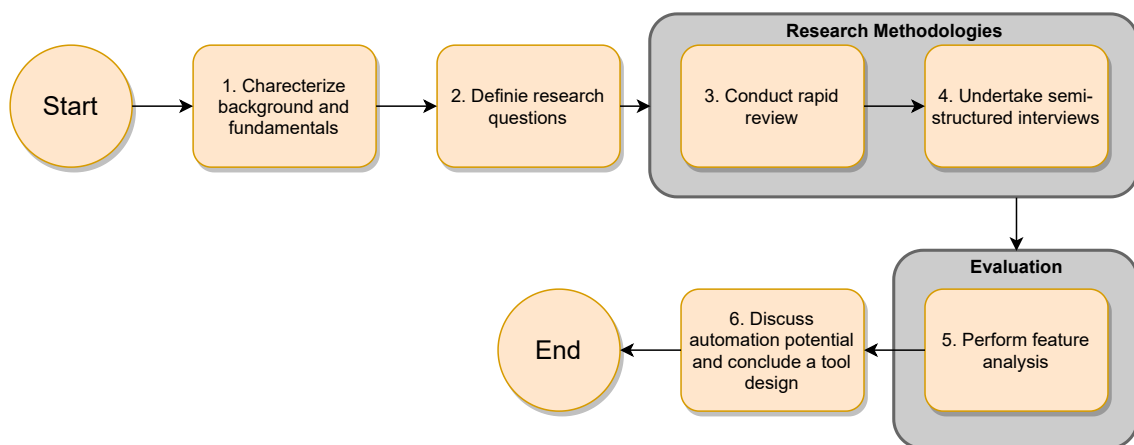 Research Methodologies
Start
1. Charecterize
background and
fundamentals
2. Definie research
questions
3. Conduct rapid
review
4. Undertake semi-
structured interviews
Evaluation
End
6. Discuss
automation potential
and conclude a tool
design
5. Perform feature
analysis